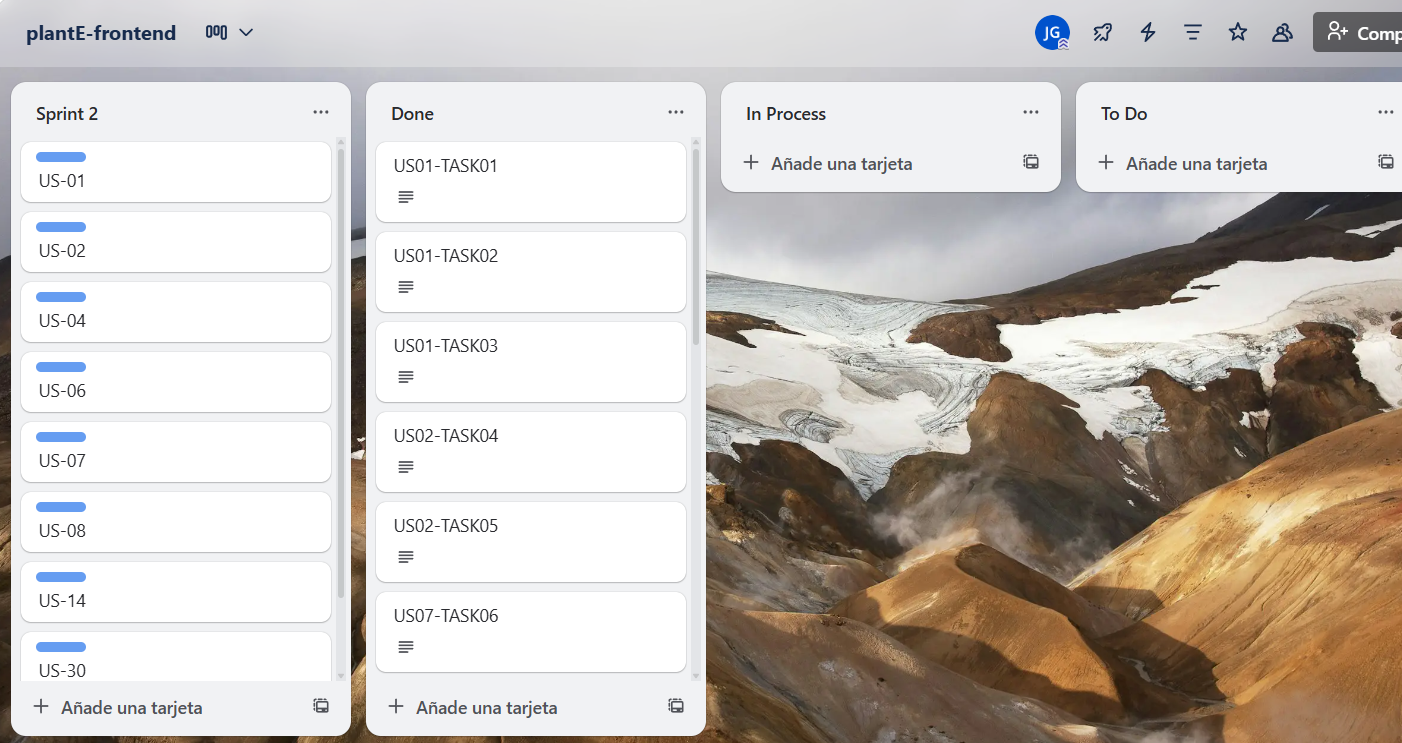 plantE-frontend
JG
Comp
Sprint 2
US-01
US-02
US-04
US-06
US-07
US-08
US-14
US-30
Añade una tarjeta
Done
US01-TASK01
US01-TASK02
US01-TASK03
US02-TASK04
US02-TASK05
US07-TASK06
Añade una tarjeta
In Process
Añade una tarjeta
To Do
Añade una tarjeta